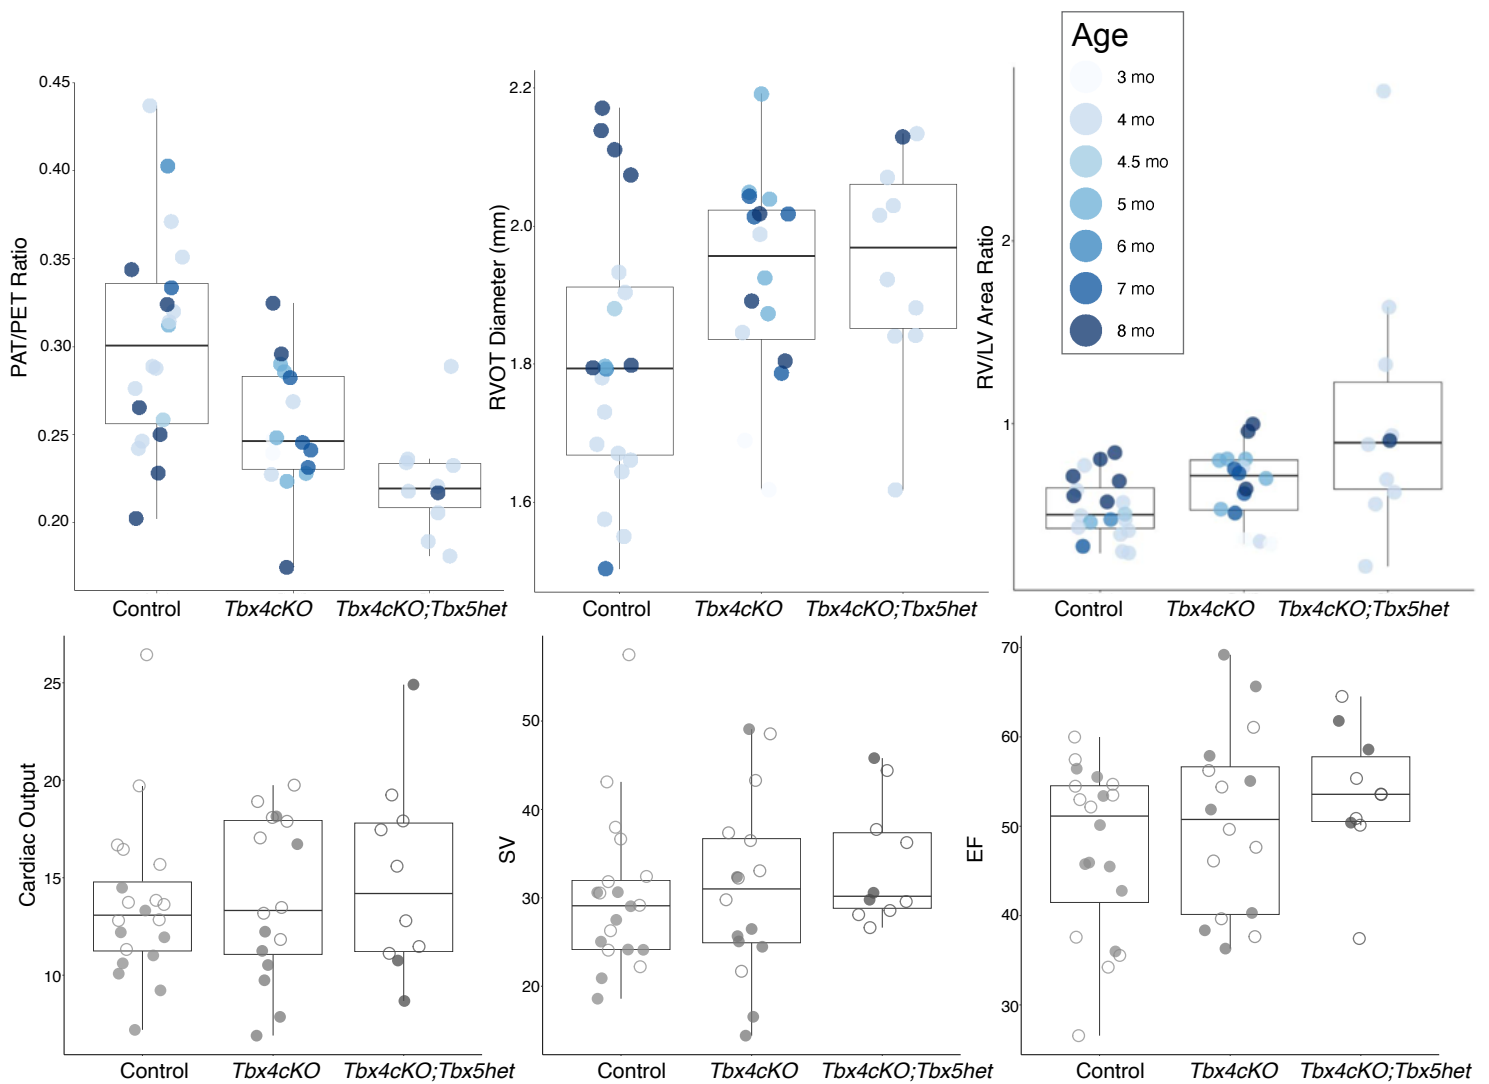 Age
3 mo
4 mo
4.5 mo
5 mo
6 mo
7 mo
8 mo
PAT/PET Ratio
0.45
0.40
0.35
0.30
0.25
0.20
Control
Tbx4cKO
Tbx4cKO;Tbx5het
RVOT Diameter (mm)
2.2
2.0
1.8
1.6
Control
Tbx4cKO
Tbx4cKO;Tbx5het
RV/LV Area Ratio
2
1
Control
Tbx4cKO
Tbx4cKO;Tbx5het
Cardiac Output
25
20
15
10
Control
Tbx4cKO
Tbx4cKO;Tbx5het
SV
50
40
30
20
Control
Tbx4cKO
Tbx4cKO;Tbx5het
EF
70
60
50
40
30
Control
Tbx4cKO
Tbx4cKO;Tbx5het